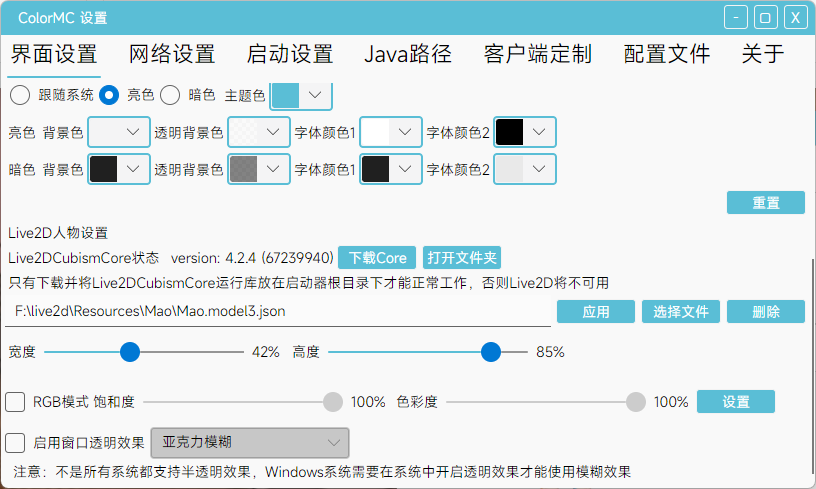 ColorMC 设置
界面设置 网络设置 启动设置 Java路径 客户端定制 配置文件 关于
跟随系统 亮色 暗色 主题色
亮色 背景色 透明背景色 字体颜色1 字体颜色2
暗色 背景色 透明背景色 字体颜色1 字体颜色2
重置
Live2D人物设置
Live2DCubismCore状态 version: 4.2.4 (67239940) 下载Core 打开文件夹
只有下载并将Live2DCubismCore运行库放在启动器根目录下才能正常工作，否则Live2D将不可用
F:\live2d\Resources\Mao\Mao.model3.json 应用 选择文件 删除
宽度 42% 高度 85%
RGB模式 饱和度 100% 色彩度 100% 设置
启用窗口透明效果 亚克力模糊
注意：不是所有系统都支持半透明效果，Windows系统需要在系统中开启透明效果才能使用模糊效果